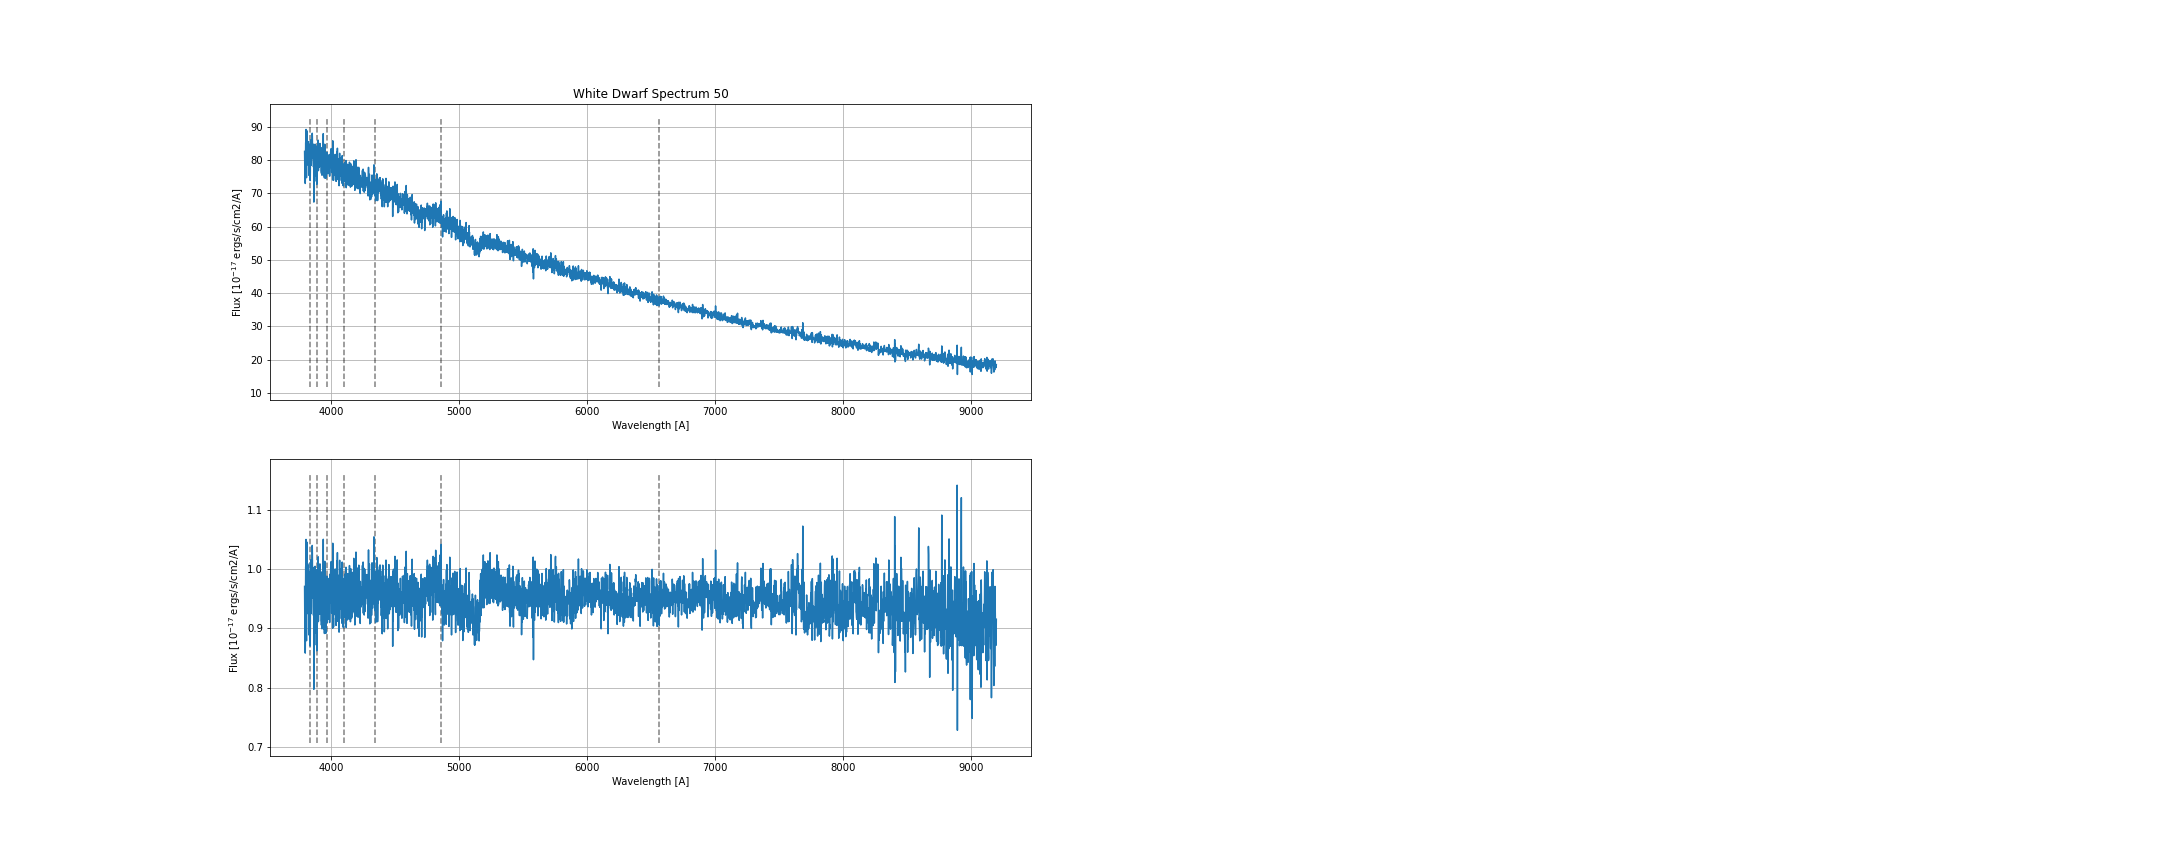 White Dwarf Spectrum 50
Flux [10⁻¹⁷ ergs/s/cm2/A]
90
80
70
60
50
40
30
20
10
4000 5000 6000 7000 8000 9000
Wavelength [A]
Flux [10⁻¹⁷ ergs/s/cm2/A]
1.1
1.0
0.9
0.8
0.7
4000 5000 6000 7000 8000 9000
Wavelength [A]